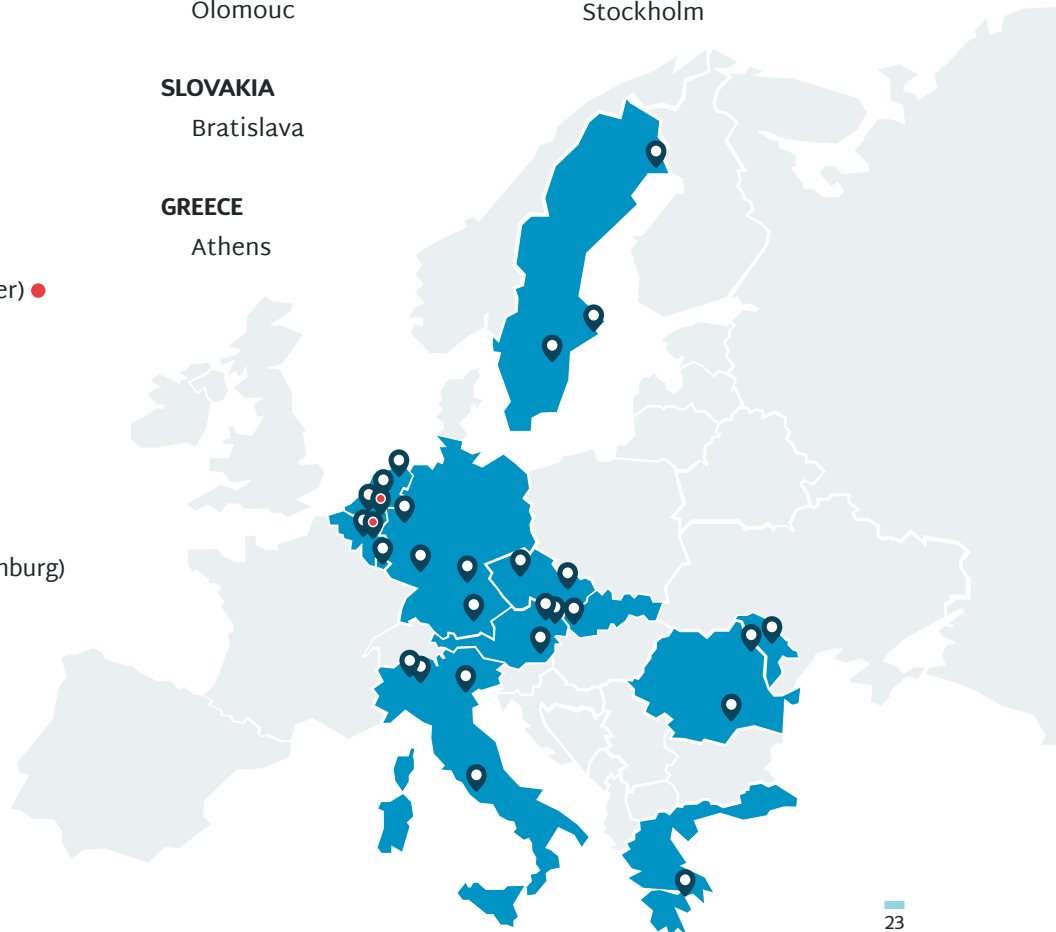 Olomouc
Stockholm
SLOVAKIA
Bratislava
GREECE
Athens
er)
nburg)
23